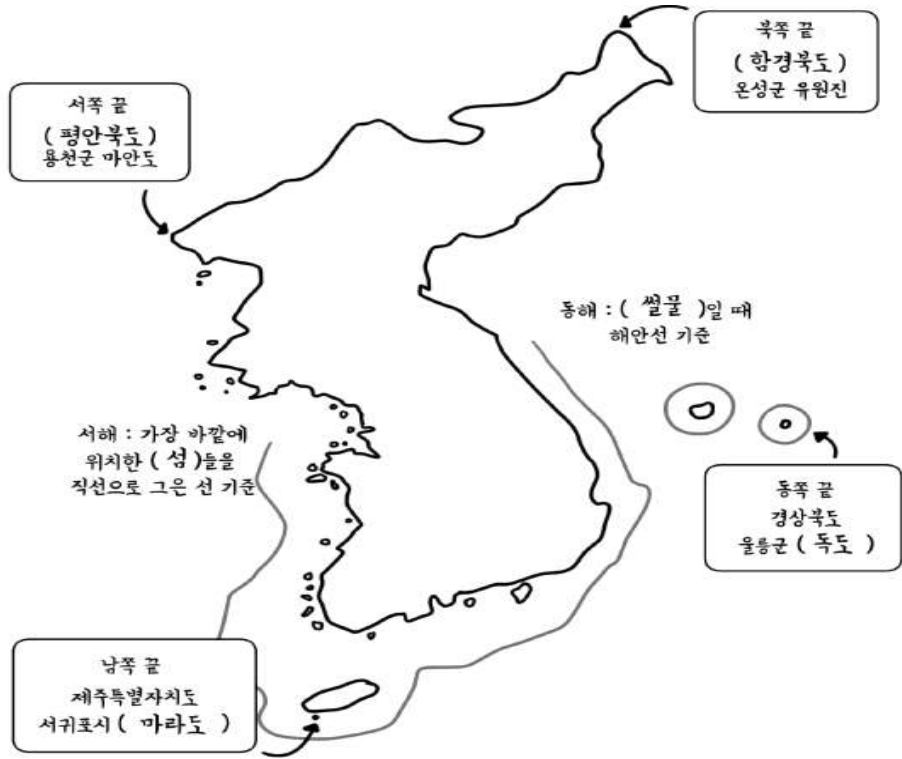 북쪽 끝
( 함경북도 )
온성군 유원진
서쪽 끝
( 평안북도 )
용천군 마안도
동해 : ( 썰물 )일 때
해안선 기준
서해 : 가장 바깥에
위치한 ( 섬 )들을
직선으로 그은 선 기준
동쪽 끝
경상북도
울릉군 ( 독도 )
남쪽 끝
제주특별자치도
서귀포시 ( 마라도 )